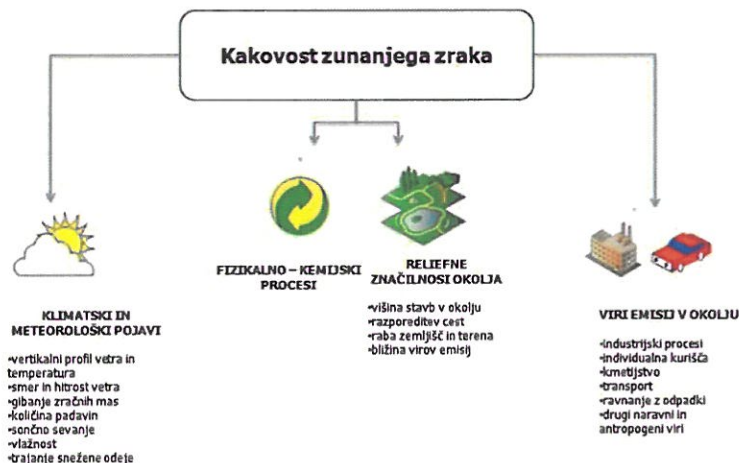 Kakovost zunanjega zraka
KLIMATSKI IN
METEOROLOŠKI POJAVI
•vertikalni profil vetra in
temperatura
•smer in hitrost vetra
•gibanje zračnih mas
•količina padavin
•sončno sevanje
•vlažnost
•trajanje snežene odeje
FIZIKALNO – KEMIJSKI
PROCESI
RELIEFNE
ZNAČILNOSI OKOLJA
•višina stavb v okolju
•razporeditev cest
•raba zemljišč in terena
•bližina virov emisij
VIRI EMISIJ V OKOLJU
•industrijski procesi
•individualna kurišča
•kmetijstvo
•transport
•ravnanje z odpadki
•drugi naravni in
antropogeni viri